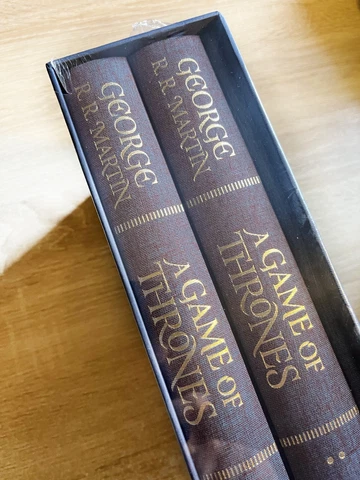 GEORGE
R. R. MARTIN
A GAME OF
THRONES
GEORGE
R. R. MARTIN
A GAME OF
THRONES